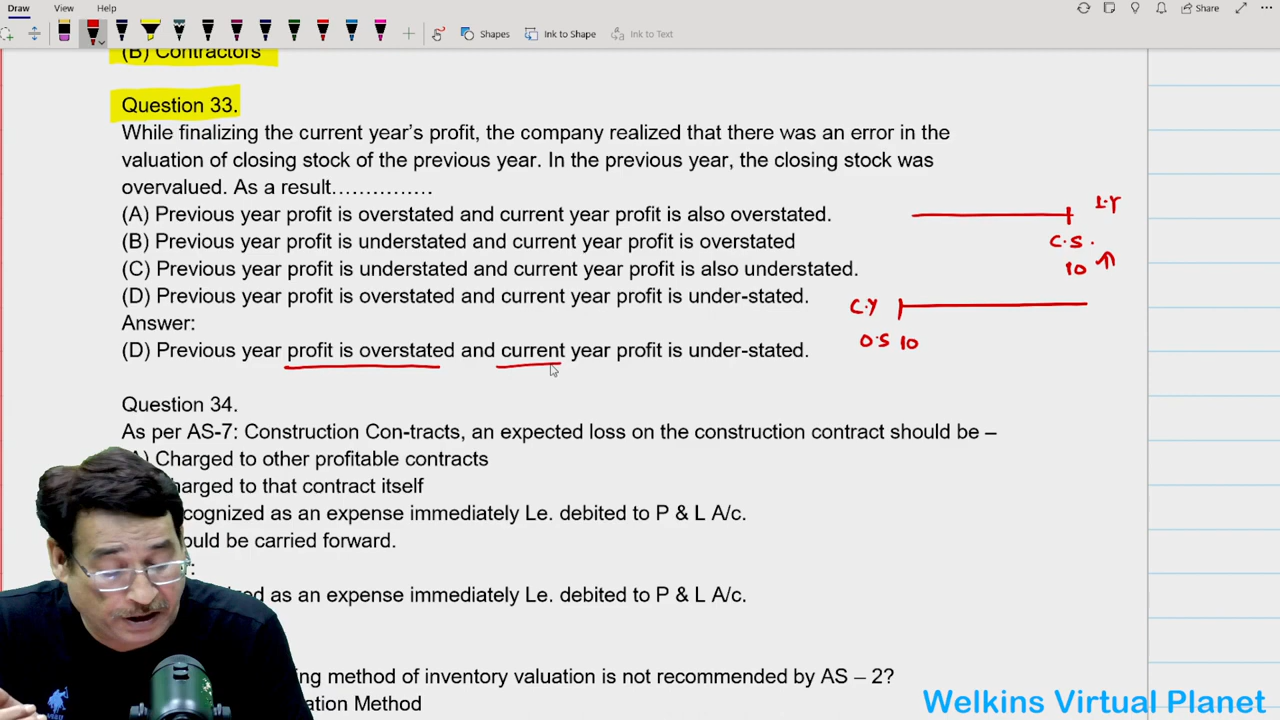 Draw View Share
Shapes Ink to Shape Ink to Text
(B) Contractors
Question 33.
While finalizing the current year's profit, the company realized that there was an error in the
valuation of closing stock of the previous year. In the previous year, the closing stock was
overvalued. As a result……………
(A) Previous year profit is overstated and current year profit is also overstated.
(B) Previous year profit is understated and current year profit is overstated
(C) Previous year profit is understated and current year profit is also understated.
(D) Previous year profit is overstated and current year profit is under-stated.
Answer:
(D) Previous year profit is overstated and current year profit is under-stated.
C.S.
10
C.Y
O.S 10
Question 34.
As per AS-7: Construction Con-tracts, an expected loss on the construction contract should be –
A) Charged to other profitable contracts
harged to that contract itself
cognized as an expense immediately Le. debited to P & L A/c.
ould be carried forward.
:
d as an expense immediately Le. debited to P & L A/c.
ing method of inventory valuation is not recommended by AS – 2?
ation Method
Welkins Virtual Planet